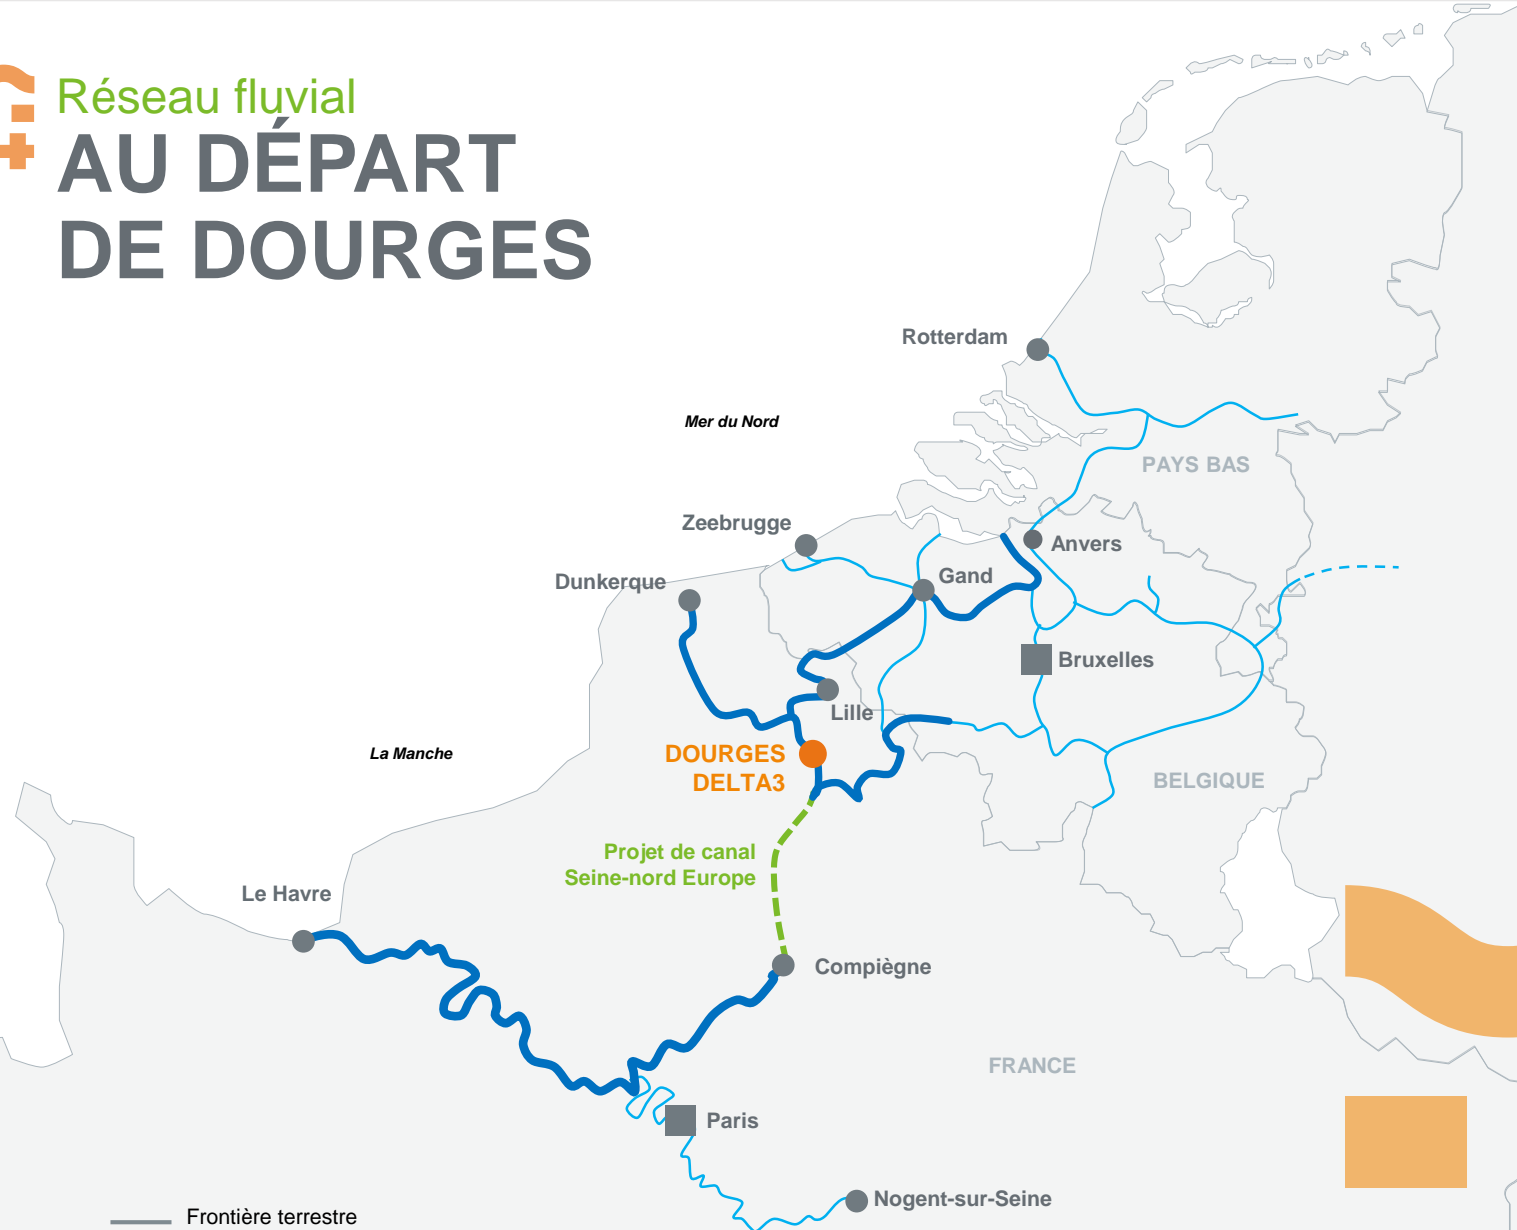 Réseau fluvial
AU DÉPART
DE DOURGES
Rotterdam
Mer du Nord
PAYS BAS
Zeebrugge
Anvers
Dunkerque
Gand
Bruxelles
Lille
La Manche
DOURGES
DELTA3
BELGIQUE
Projet de canal
Seine-nord Europe
Le Havre
Compiègne
FRANCE
Paris
Nogent-sur-Seine
Frontière terrestre